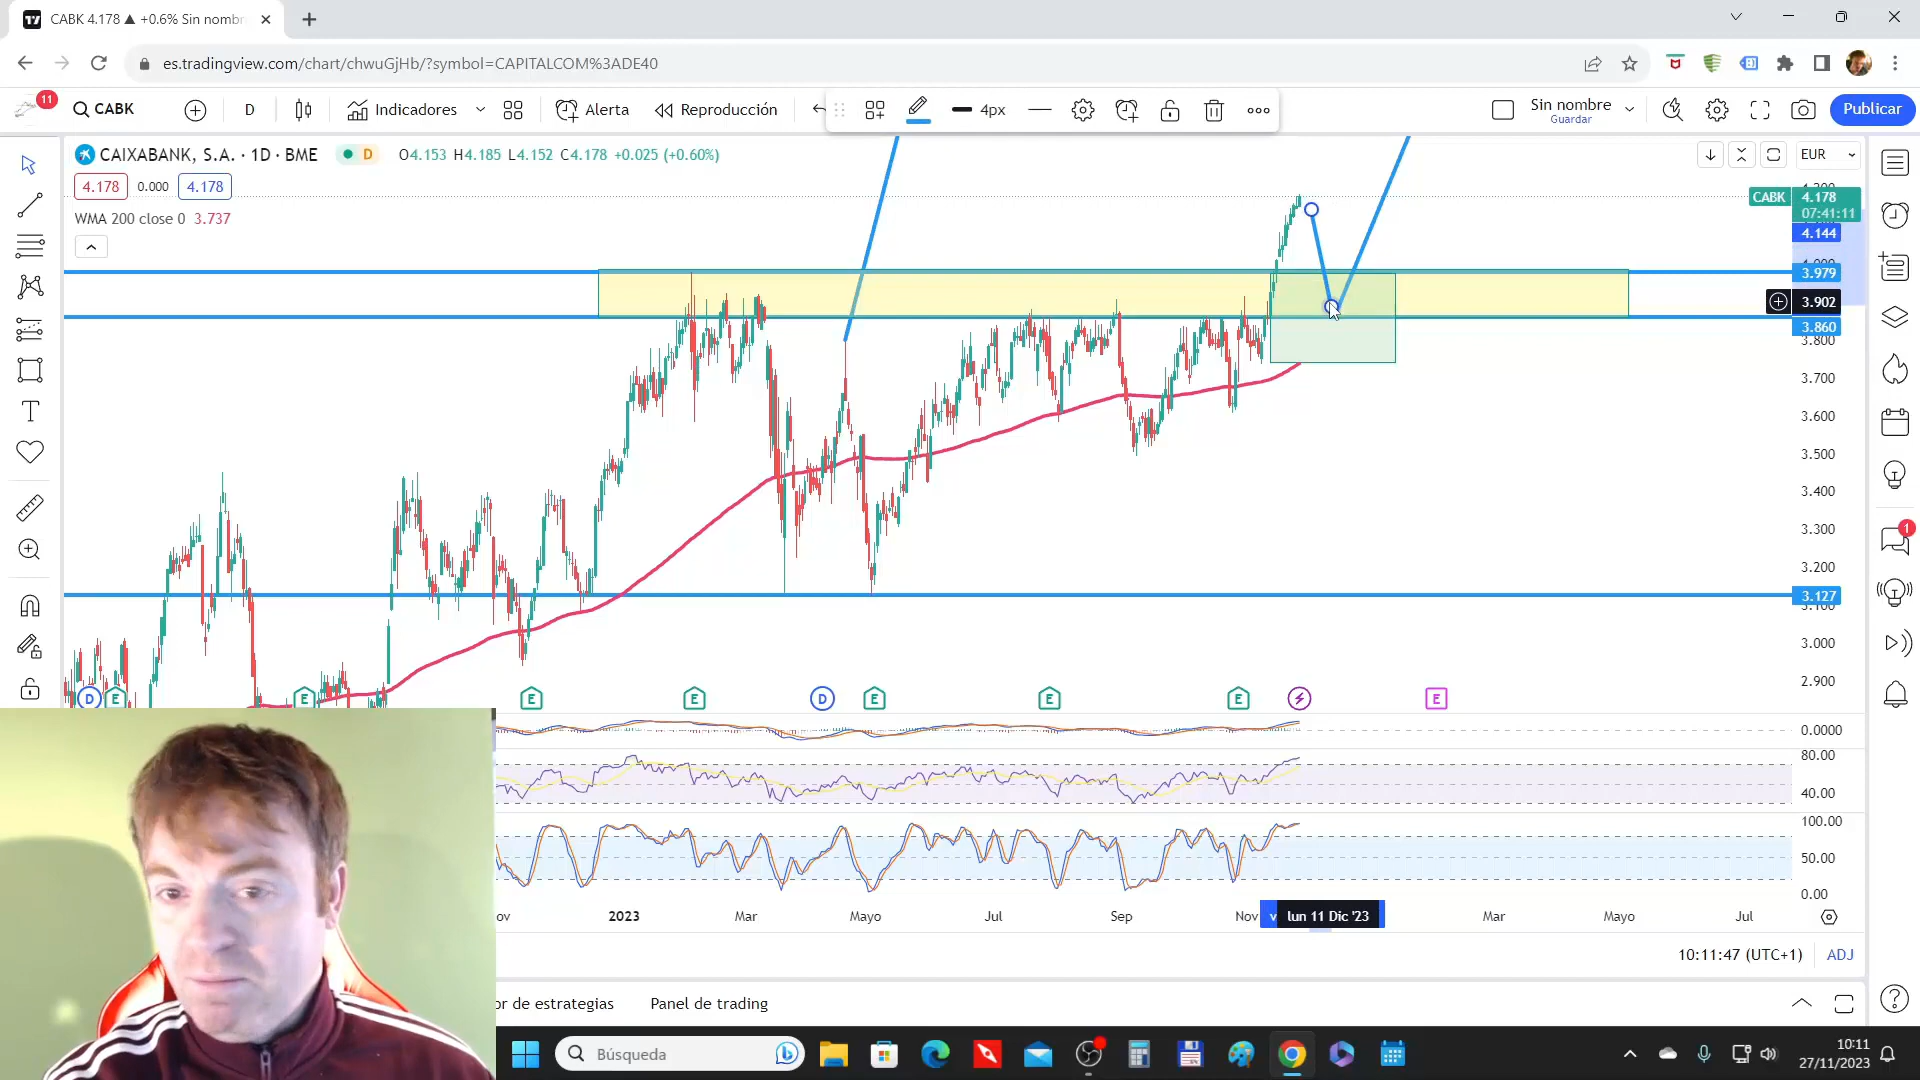 CABK 4.178 ▲ +0.6% Sin nombr
es.tradingview.com/chart/chwuGjHb/?symbol=CAPITALCOM%3ADE40
11
CABK
D
Indicadores
Alerta
Reproducción
4px
Sin nombre
Guardar
Publicar
CAIXABANK, S.A. · 1D · BME
D
O4.153 H4.185 L4.152 C4.178 +0.025 (+0.60%)
EUR
4.178 0.000 4.178
WMA 200 close 0 3.737
CABK 4.178
07:41:11
4.144
3.979
3.902
3.860
3.800
3.700
3.600
3.500
3.400
3.300
3.200
3.127
3.000
2.900
D E E E E D E E E E
0.0000
80.00
40.00
100.00
50.00
0.00
ov 2023 Mar Mayo Jul Sep Nov v lun 11 Dic '23 Mar Mayo Jul
10:11:47 (UTC+1) ADJ
or de estrategias Panel de trading
1
Búsqueda
10:11
27/11/2023